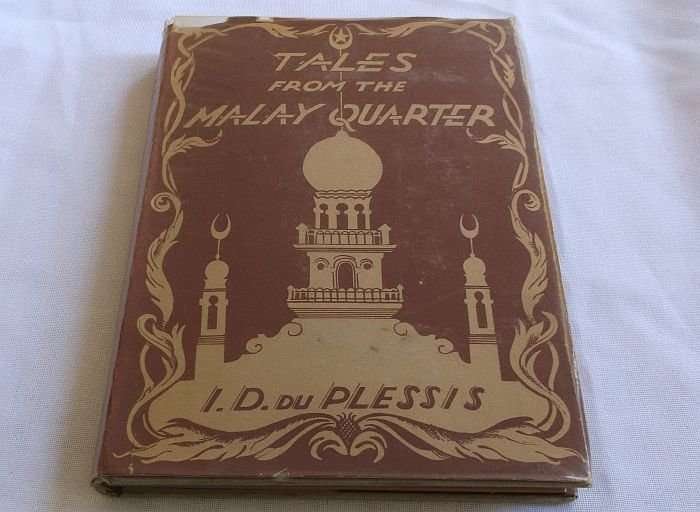 TALES
FROM THE
MALAY QUARTER
I.D. DU PLESSIS